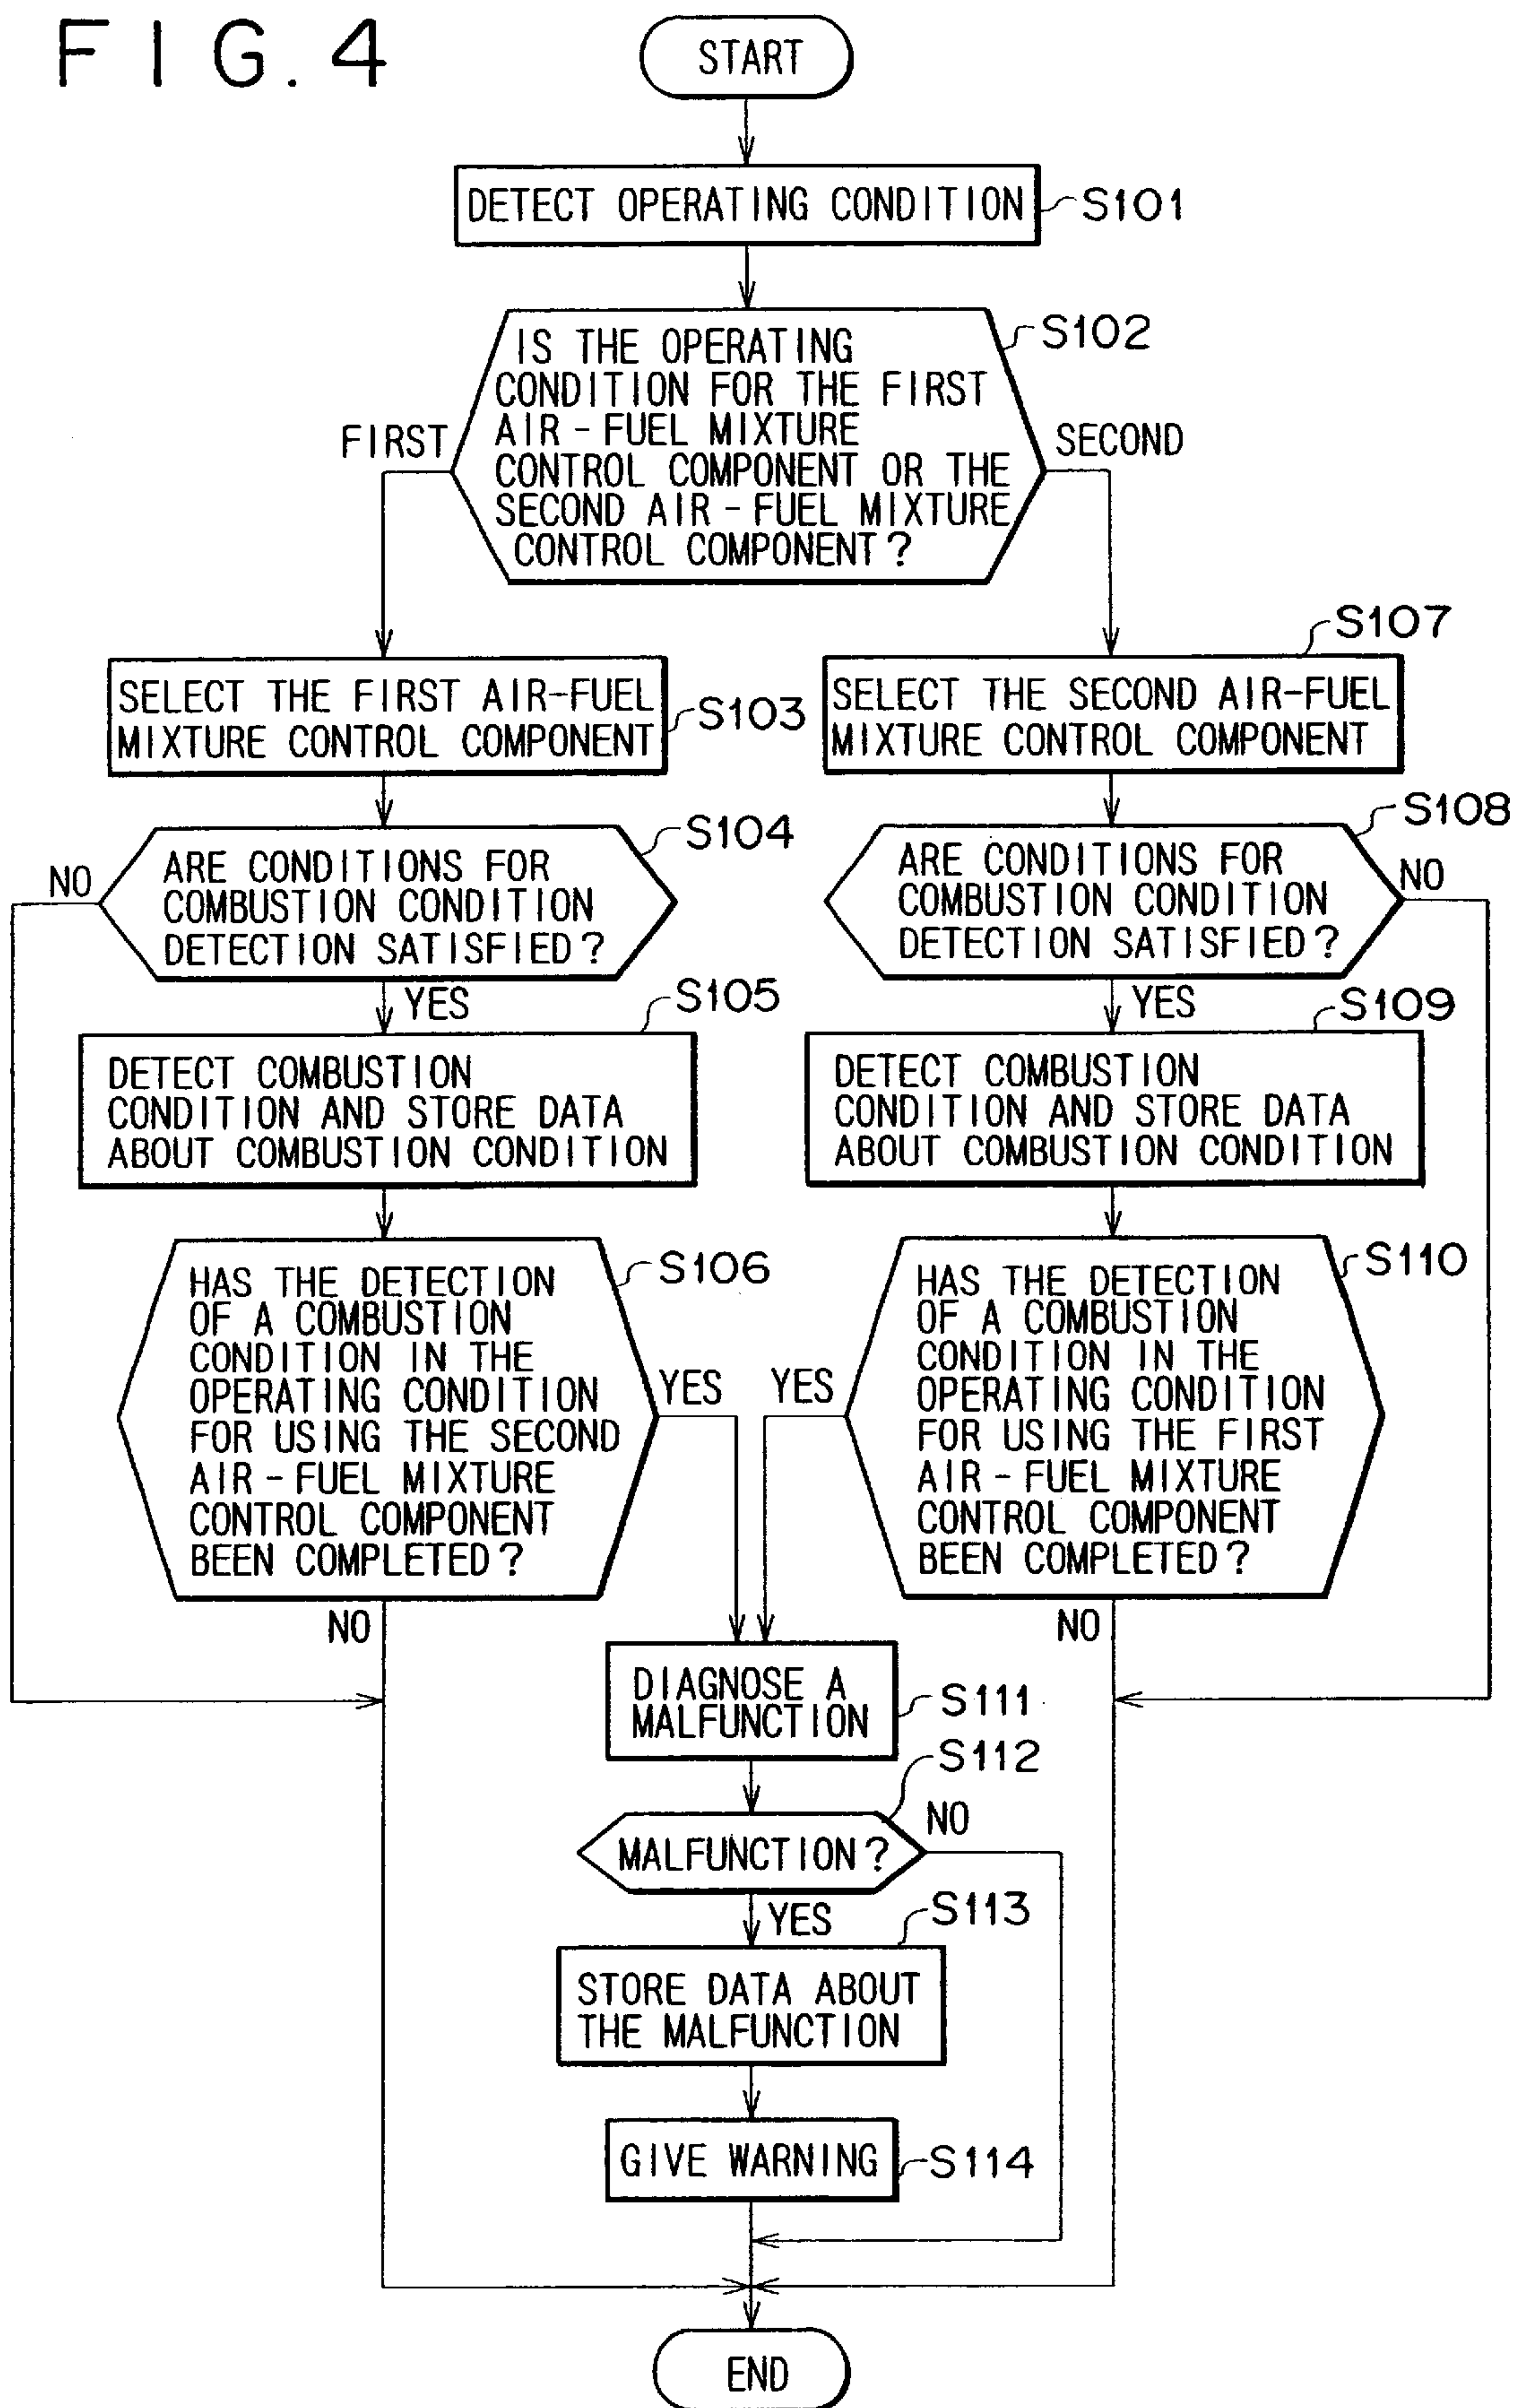 FIG. 4
START
DETECT OPERATING CONDITION
S101
IS THE OPERATING
CONDITION FOR THE FIRST
AIR-FUEL MIXTURE
CONTROL COMPONENT OR THE
SECOND AIR-FUEL MIXTURE
CONTROL COMPONENT?
S102
FIRST
SECOND
SELECT THE FIRST AIR-FUEL
MIXTURE CONTROL COMPONENT
S103
SELECT THE SECOND AIR-FUEL
MIXTURE CONTROL COMPONENT
S107
ARE CONDITIONS FOR
COMBUSTION CONDITION
DETECTION SATISFIED?
S104
NO
YES
ARE CONDITIONS FOR
COMBUSTION CONDITION
DETECTION SATISFIED?
S108
NO
YES
DETECT COMBUSTION
CONDITION AND STORE DATA
ABOUT COMBUSTION CONDITION
S105
DETECT COMBUSTION
CONDITION AND STORE DATA
ABOUT COMBUSTION CONDITION
S109
HAS THE DETECTION
OF A COMBUSTION
CONDITION IN THE
OPERATING CONDITION
FOR USING THE SECOND
AIR-FUEL MIXTURE
CONTROL COMPONENT
BEEN COMPLETED?
S106
YES
NO
HAS THE DETECTION
OF A COMBUSTION
CONDITION IN THE
OPERATING CONDITION
FOR USING THE FIRST
AIR-FUEL MIXTURE
CONTROL COMPONENT
BEEN COMPLETED?
S110
YES
NO
DIAGNOSE A
MALFUNCTION
S111
MALFUNCTION?
S112
NO
YES
STORE DATA ABOUT
THE MALFUNCTION
S113
GIVE WARNING
S114
END